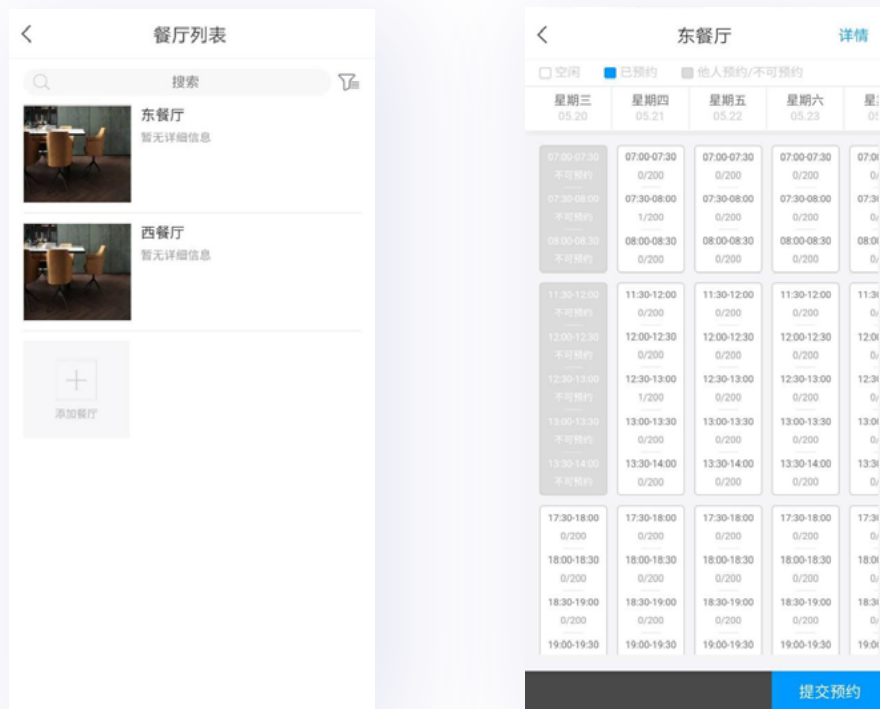 餐厅列表
搜索
东餐厅
暂无详细信息
西餐厅
暂无详细信息
添加餐厅
东餐厅 详情
空闲 已预约 他人预约/不可预约
星期三 星期四 星期五 星期六
05.20 05.21 05.22 05.23
07:00-07:30 07:00-07:30 07:00-07:30 07:00-07:30
不可预约 0/200 0/200 0/200
07:30-08:00 07:30-08:00 07:30-08:00 07:30-08:00
不可预约 1/200 0/200 0/200
08:00-08:30 08:00-08:30 08:00-08:30 08:00-08:30
不可预约 0/200 0/200 0/200
11:30-12:00 11:30-12:00 11:30-12:00 11:30-12:00
不可预约 0/200 0/200 0/200
12:00-12:30 12:00-12:30 12:00-12:30 12:00-12:30
不可预约 0/200 0/200 0/200
12:30-13:00 12:30-13:00 12:30-13:00 12:30-13:00
不可预约 1/200 0/200 0/200
13:00-13:30 13:00-13:30 13:00-13:30 13:00-13:30
不可预约 0/200 0/200 0/200
13:30-14:00 13:30-14:00 13:30-14:00 13:30-14:00
不可预约 0/200 0/200 0/200
17:30-18:00 17:30-18:00 17:30-18:00 17:30-18:00
0/200 0/200 0/200 0/200
18:00-18:30 18:00-18:30 18:00-18:30 18:00-18:30
0/200 0/200 0/200 0/200
18:30-19:00 18:30-19:00 18:30-19:00 18:30-19:00
0/200 0/200 0/200 0/200
19:00-19:30 19:00-19:30 19:00-19:30 19:00-19:30
提交预约